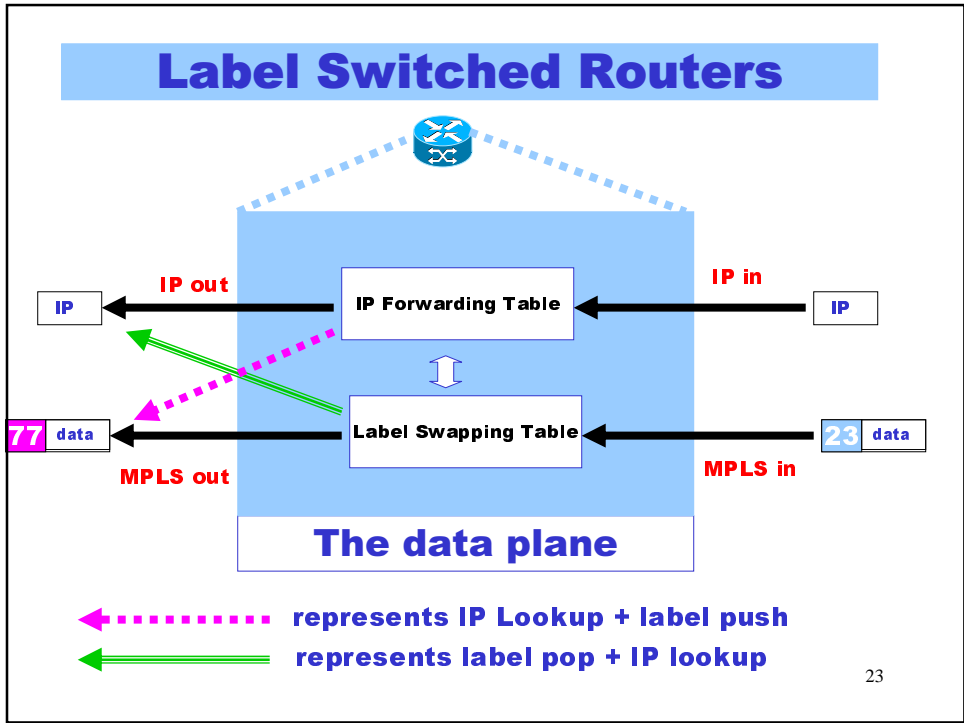 Label Switched Routers
IP out
IP in
IP
IP Forwarding Table
IP
77 data
Label Swapping Table
23 data
MPLS out
MPLS in
The data plane
represents IP Lookup + label push
represents label pop + IP lookup
23